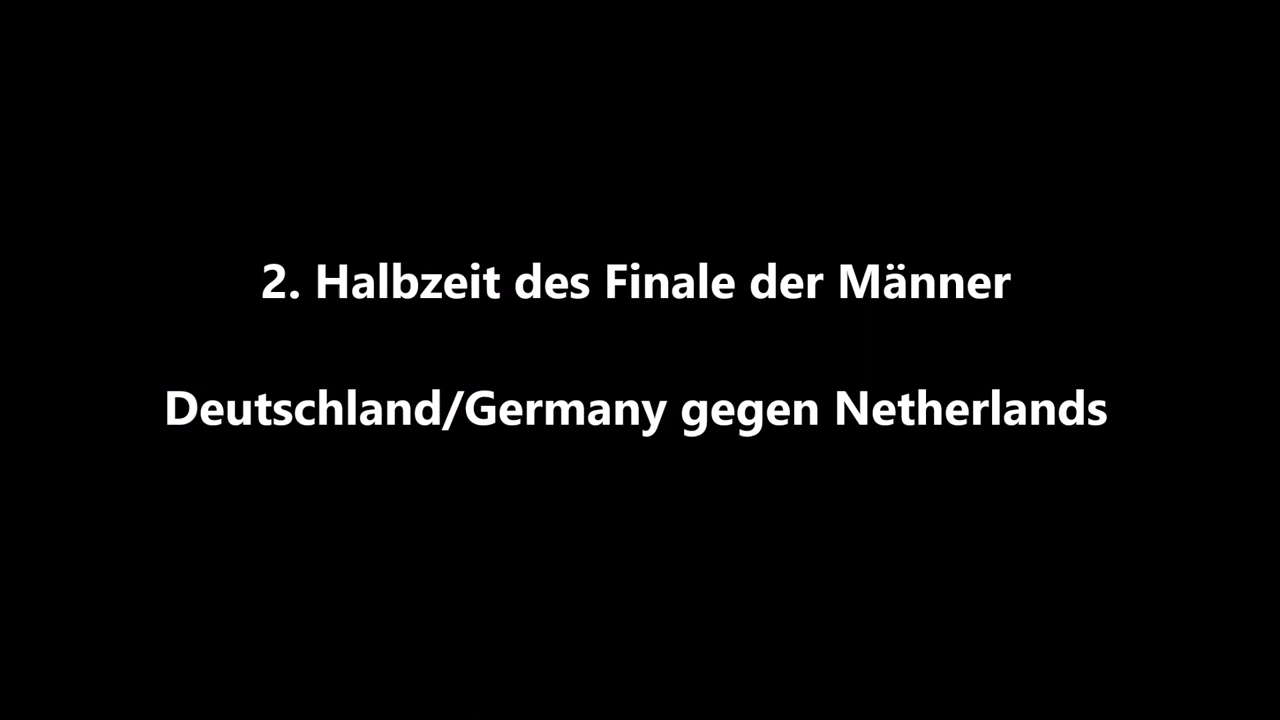 2. Halbzeit des Finale der Männer
Deutschland/Germany gegen Netherlands